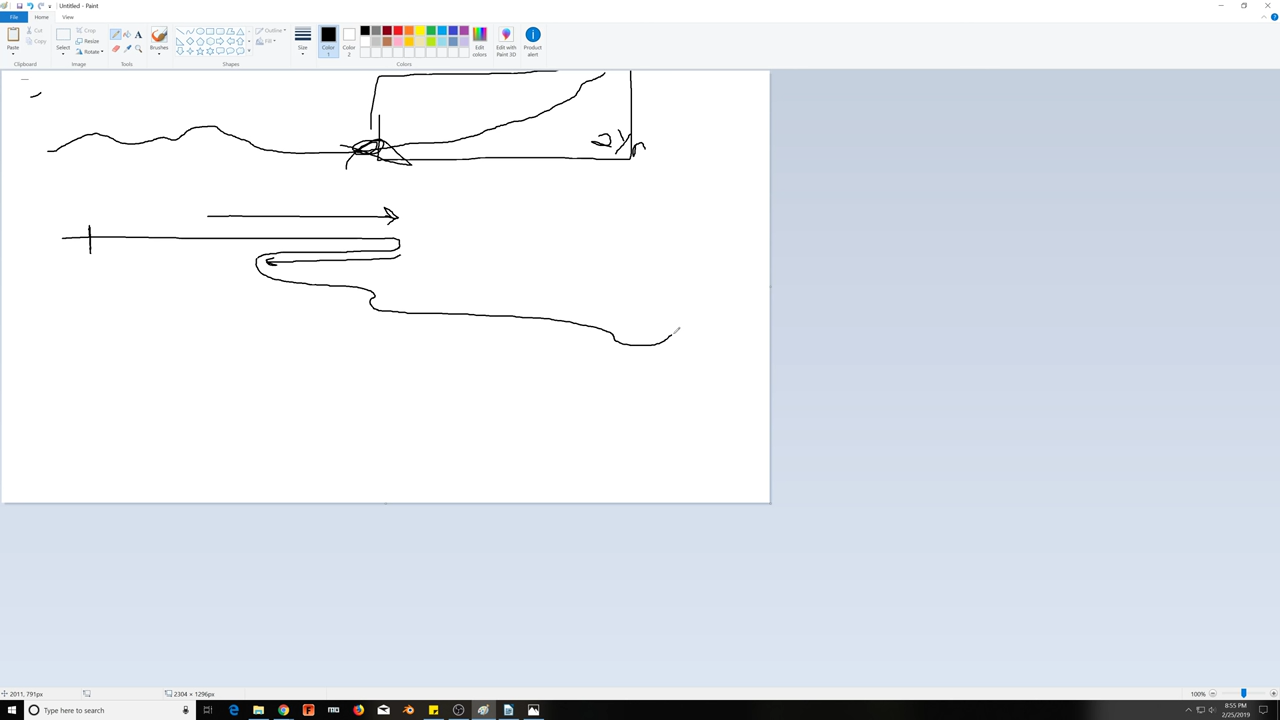 Untitled - Paint
File Home View
Paste Cut Copy Select Crop Resize Rotate Brushes Outline Fill Size Color 1 Color 2 Edit colors Edit with Paint 3D Product alert
Clipboard Image Tools Shapes Colors
2yr
2011, 791px 2304 × 1296px 100%
Type here to search 8:55 PM
2/25/2019